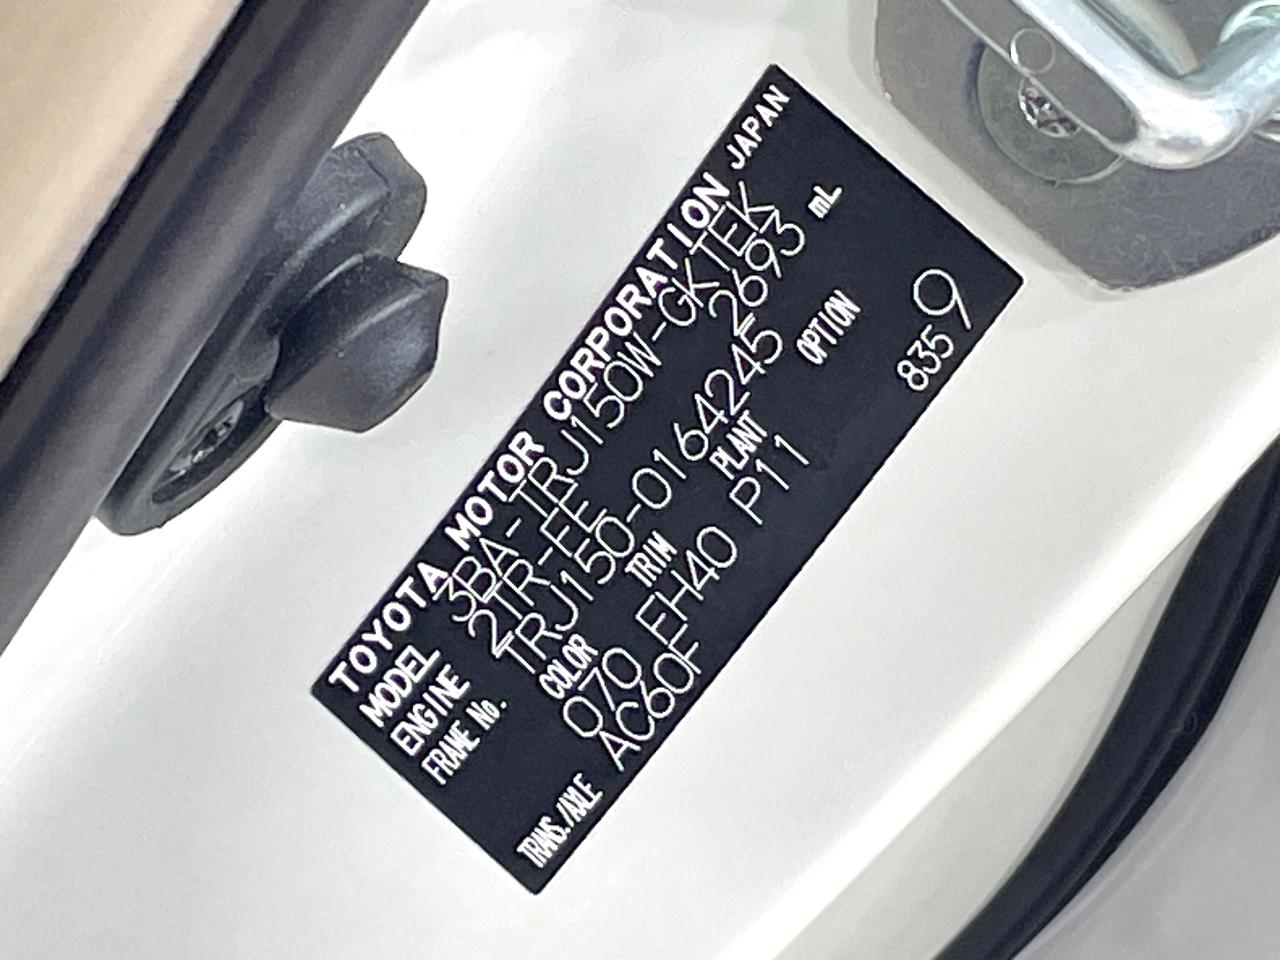 TOYOTA MOTOR CORPORATION JAPAN
MODEL 3BA-TRJ150W-GKTEK
ENGINE 2TR-FE 2693 mL
FRAME No. TRJ150-0164245
COLOR TRIM PLANT OPTION
070 FH40 P11
TRANS./AXLE AC60F 835 9